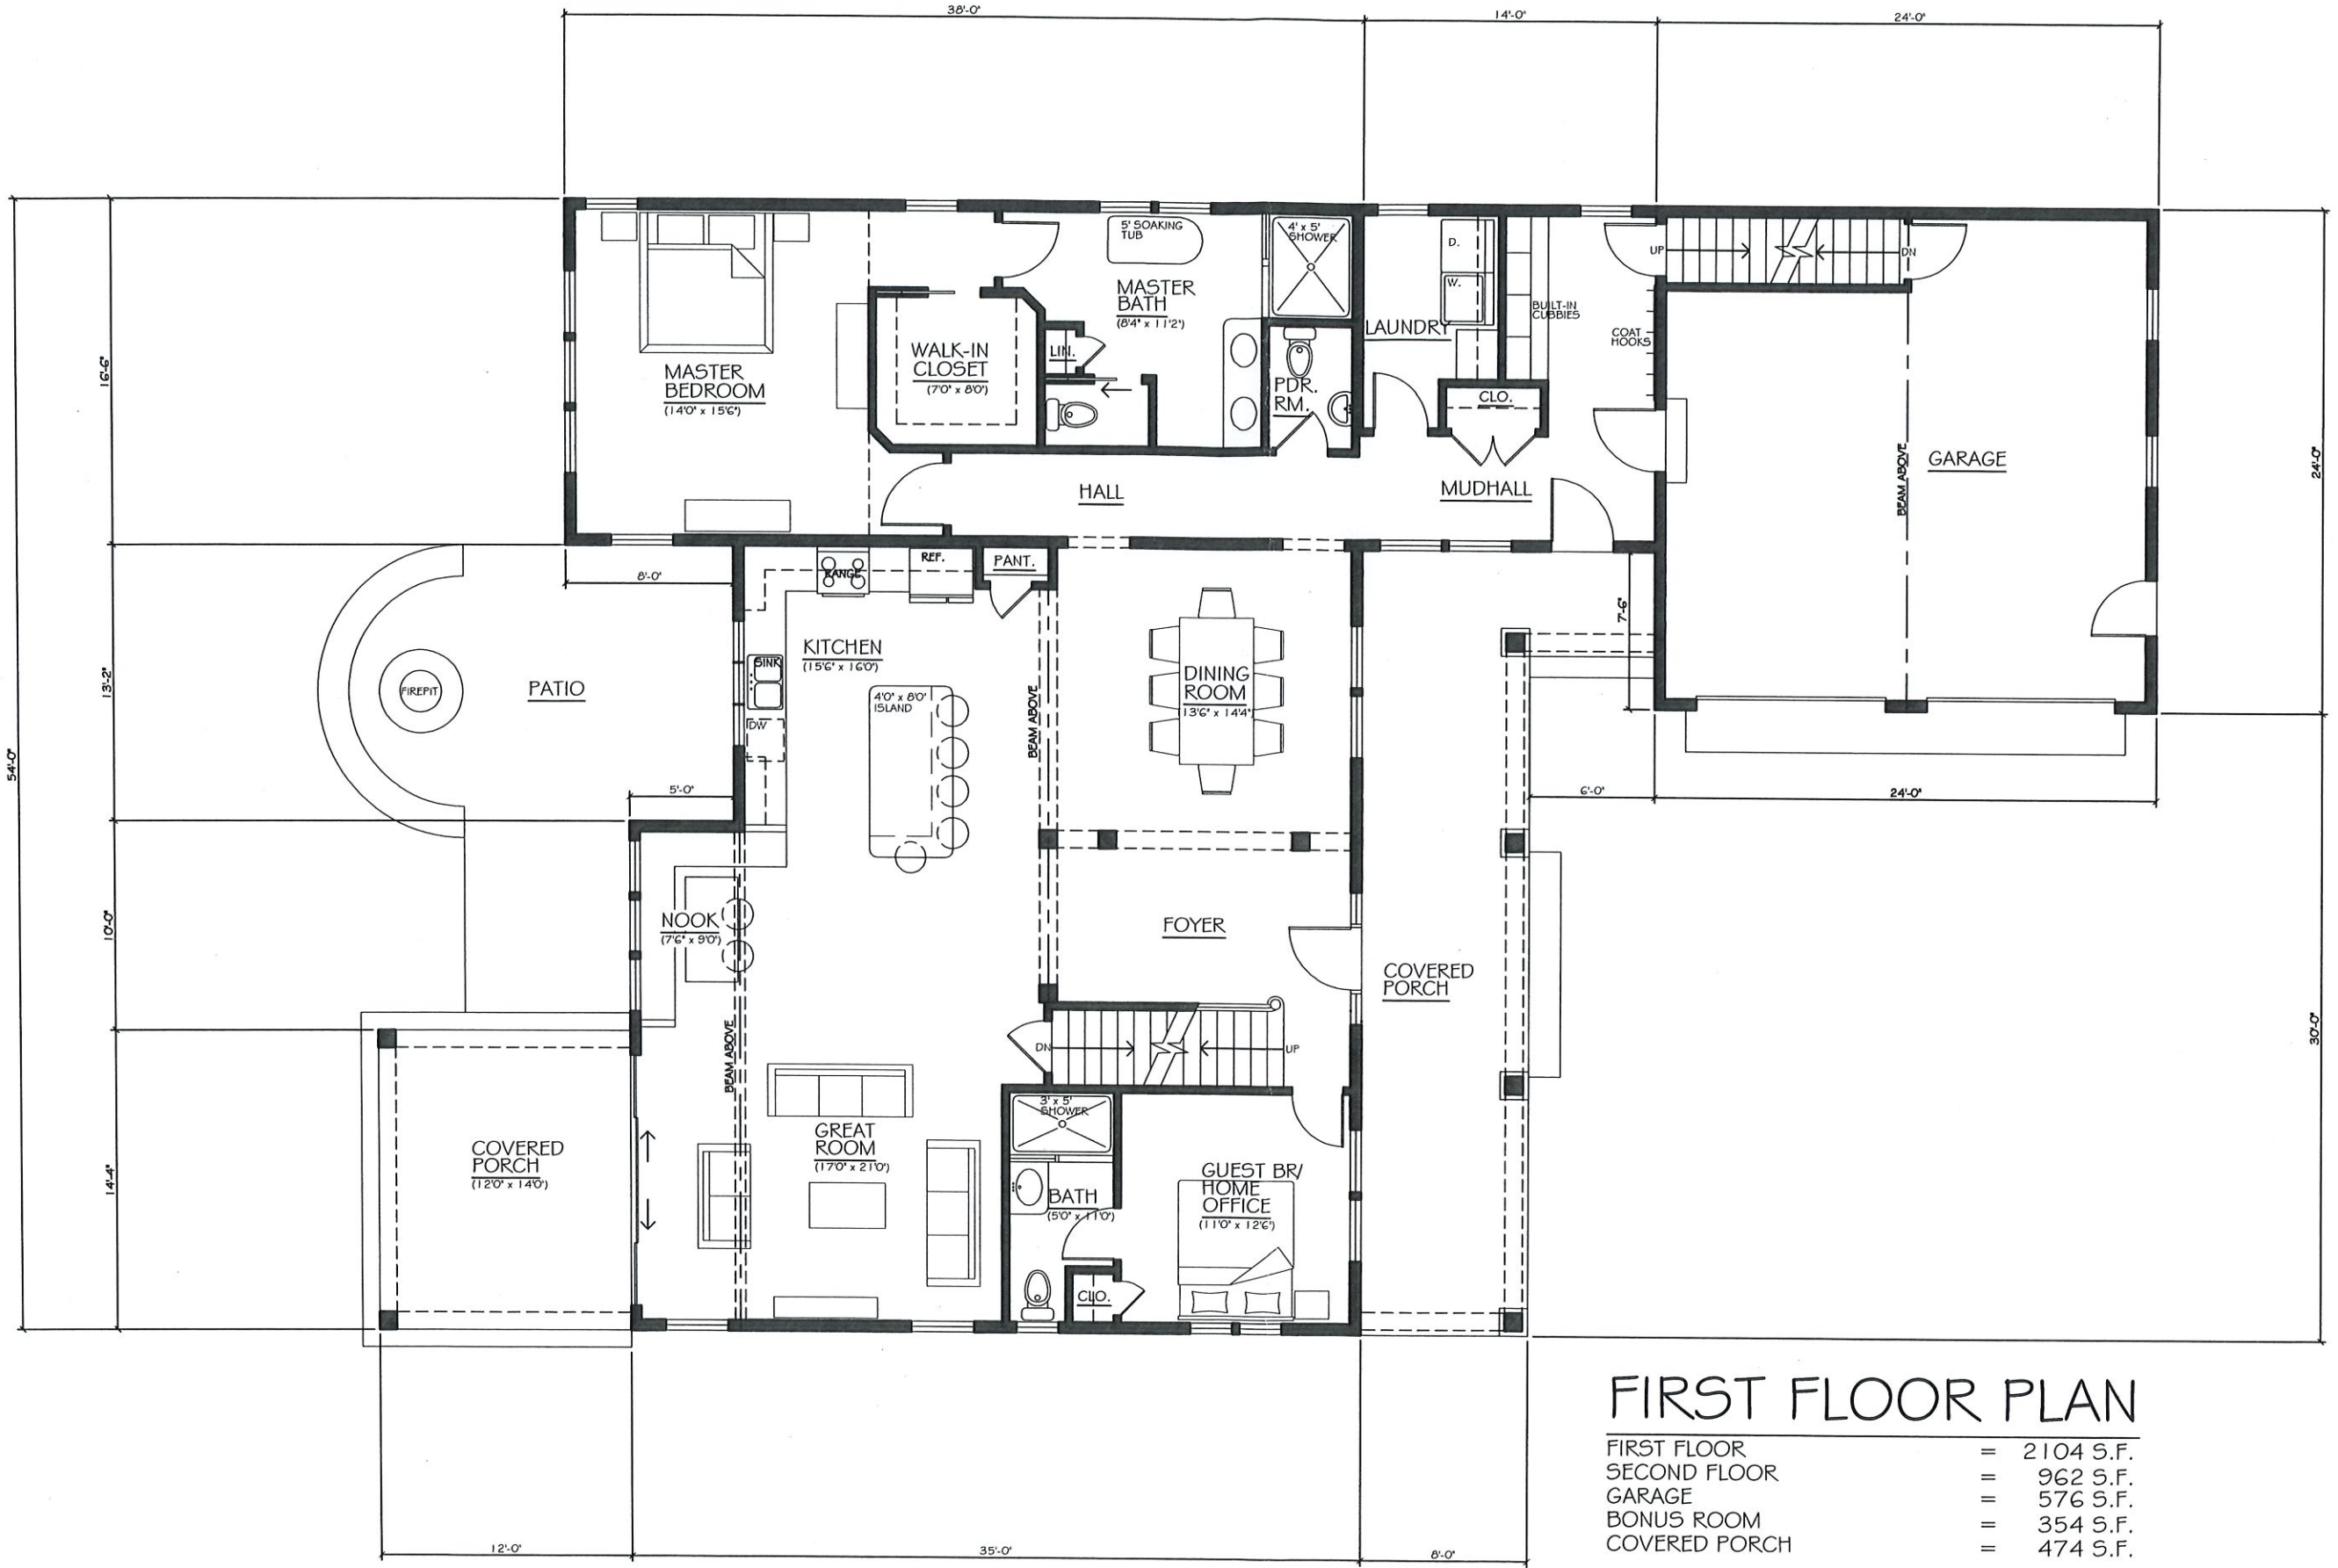 38'-0"
14'-0"
24'-0"
5' SOAKING
TUB
4' x 5'
SHOWER
D.
W.
UP
DN
MASTER
BATH
(8'4" x 11'2")
BUILT-IN
CUBBIES
COAT
HOOKS
LAUNDRY
LIN.
WALK-IN
CLOSET
(7'0" x 8'0")
MASTER
BEDROOM
(14'0" x 15'6")
PDR.
RM.
CLO.
16'-6"
GARAGE
BEAM ABOVE
24'-0"
HALL
MUDHALL
RANGE
REF.
PANT.
8'-0"
7'-6"
KITCHEN
(15'6" x 16'0")
SINK
DW
4'0" x 8'0"
ISLAND
BEAM ABOVE
DINING
ROOM
(13'6" x 14'4")
FIREPIT
PATIO
13'-2"
54'-0"
5'-0"
6'-0"
24'-0"
NOOK
(7'6" x 9'0")
FOYER
10'-0"
COVERED
PORCH
DN
UP
BEAM ABOVE
30'-0"
3' x 5'
SHOWER
GREAT
ROOM
(17'0" x 21'0")
COVERED
PORCH
(12'0" x 14'0")
14'-4"
BATH
(5'0" x 11'0")
GUEST BR/
HOME
OFFICE
(11'0" x 12'6")
CLO.
12'-0"
35'-0"
8'-0"
FIRST FLOOR PLAN
FIRST FLOOR = 2104 S.F.
SECOND FLOOR = 962 S.F.
GARAGE = 576 S.F.
BONUS ROOM = 354 S.F.
COVERED PORCH = 474 S.F.